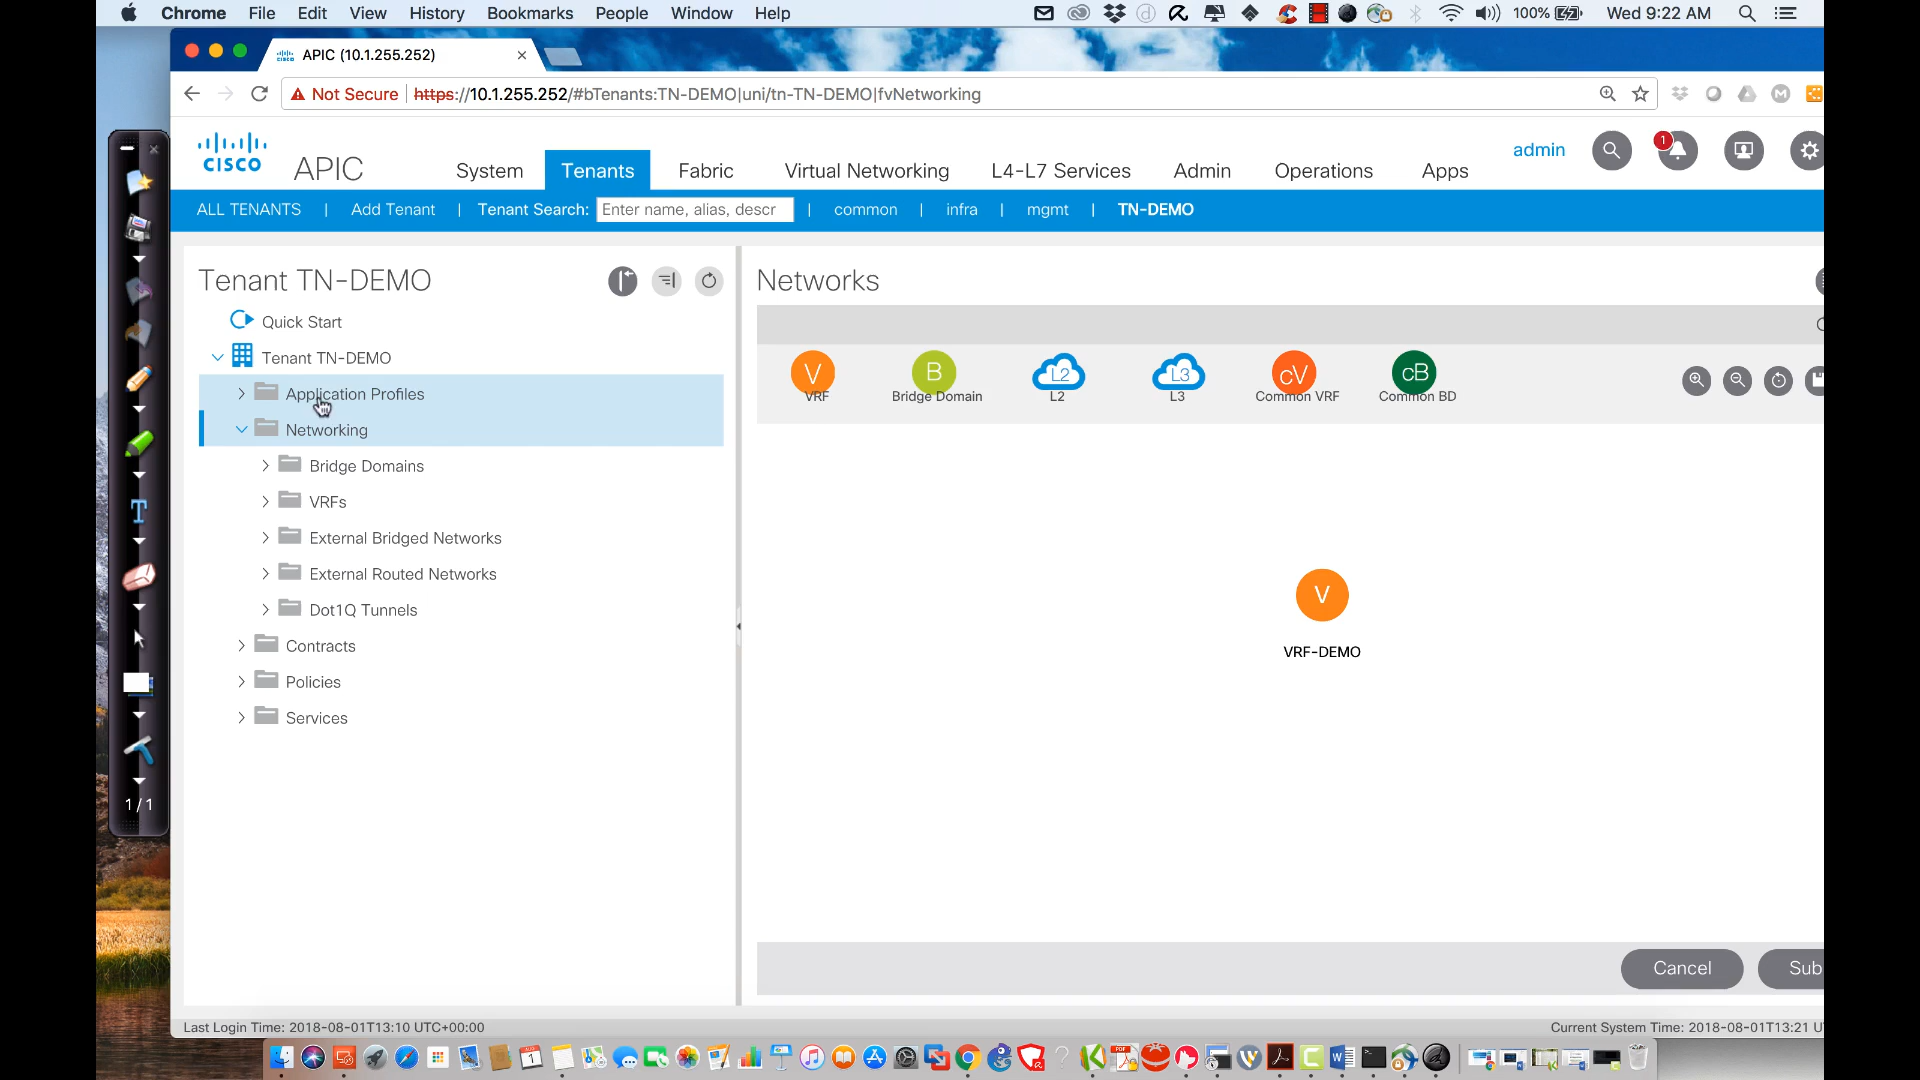 Chrome File Edit View History Bookmarks People Window Help 100% Wed 9:22 AM
APIC (10.1.255.252)
Not Secure https://10.1.255.252/#bTenants:TN-DEMO|uni/tn-TN-DEMO|fvNetworking
CISCO APIC System Tenants Fabric Virtual Networking L4-L7 Services Admin Operations Apps admin 1
ALL TENANTS | Add Tenant | Tenant Search: Enter name, alias, descr | common | infra | mgmt | TN-DEMO
Tenant TN-DEMO
Quick Start
Tenant TN-DEMO
Application Profiles
Networking
Bridge Domains
VRFs
External Bridged Networks
External Routed Networks
Dot1Q Tunnels
Contracts
Policies
Services
Networks
V B L2 L3 cV cB
VRF Bridge Domain L2 L3 Common VRF Common BD
V
VRF-DEMO
Cancel Sub
1/1
Last Login Time: 2018-08-01T13:10 UTC+00:00
Current System Time: 2018-08-01T13:21 U